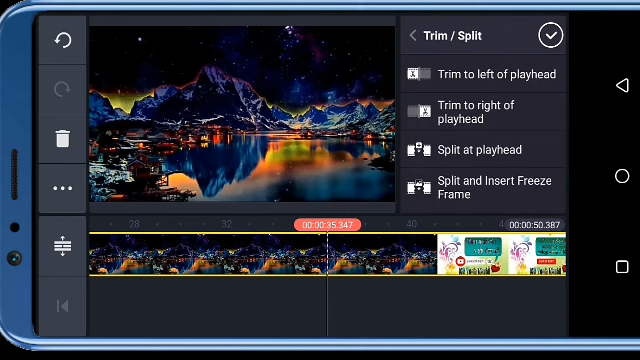 Trim / Split
Trim to left of playhead
Trim to right of
playhead
Split at playhead
Split and Insert Freeze
Frame
28
32
00:00:35.347
40
00:00:50.387